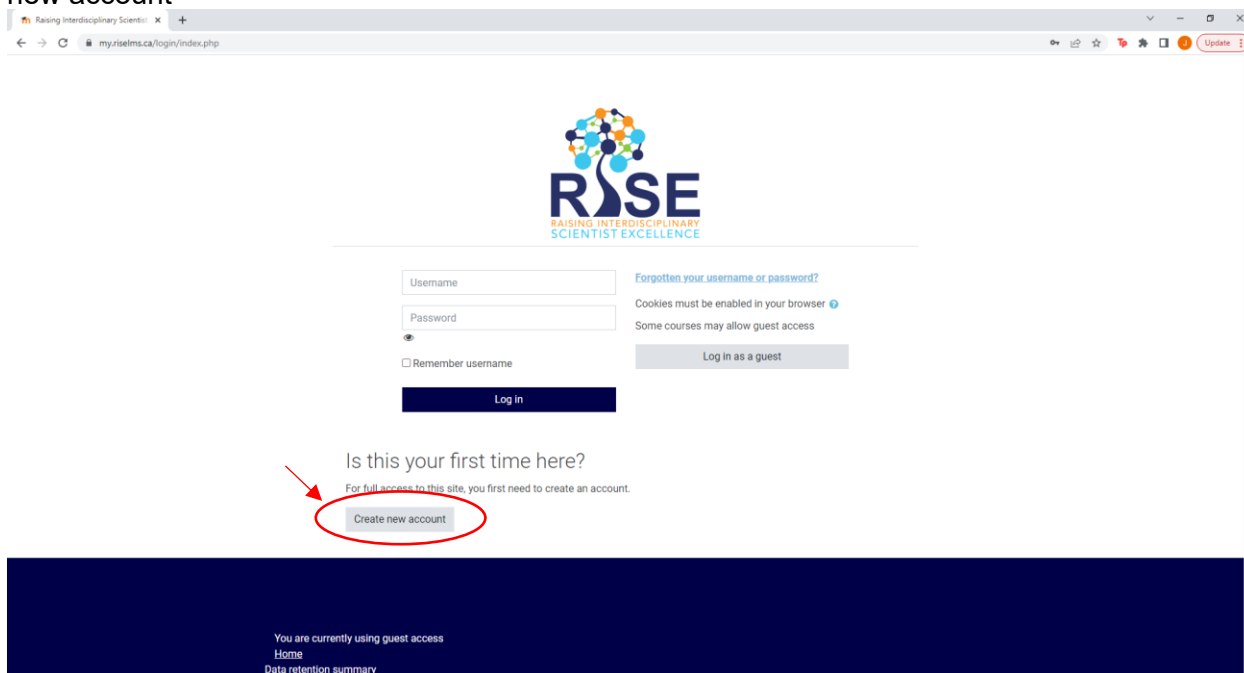 new account
Raising Interdisciplinary Scientist
my.riselms.ca/login/index.php
Update
RISE
RAISING INTERDISCIPLINARY
SCIENTIST EXCELLENCE
Username
Forgotten your username or password?
Cookies must be enabled in your browser
Password
Some courses may allow guest access
Remember username
Log in as a guest
Log in
Is this your first time here?
For full access to this site, you first need to create an account.
Create new account
You are currently using guest access
Home
Data retention summary